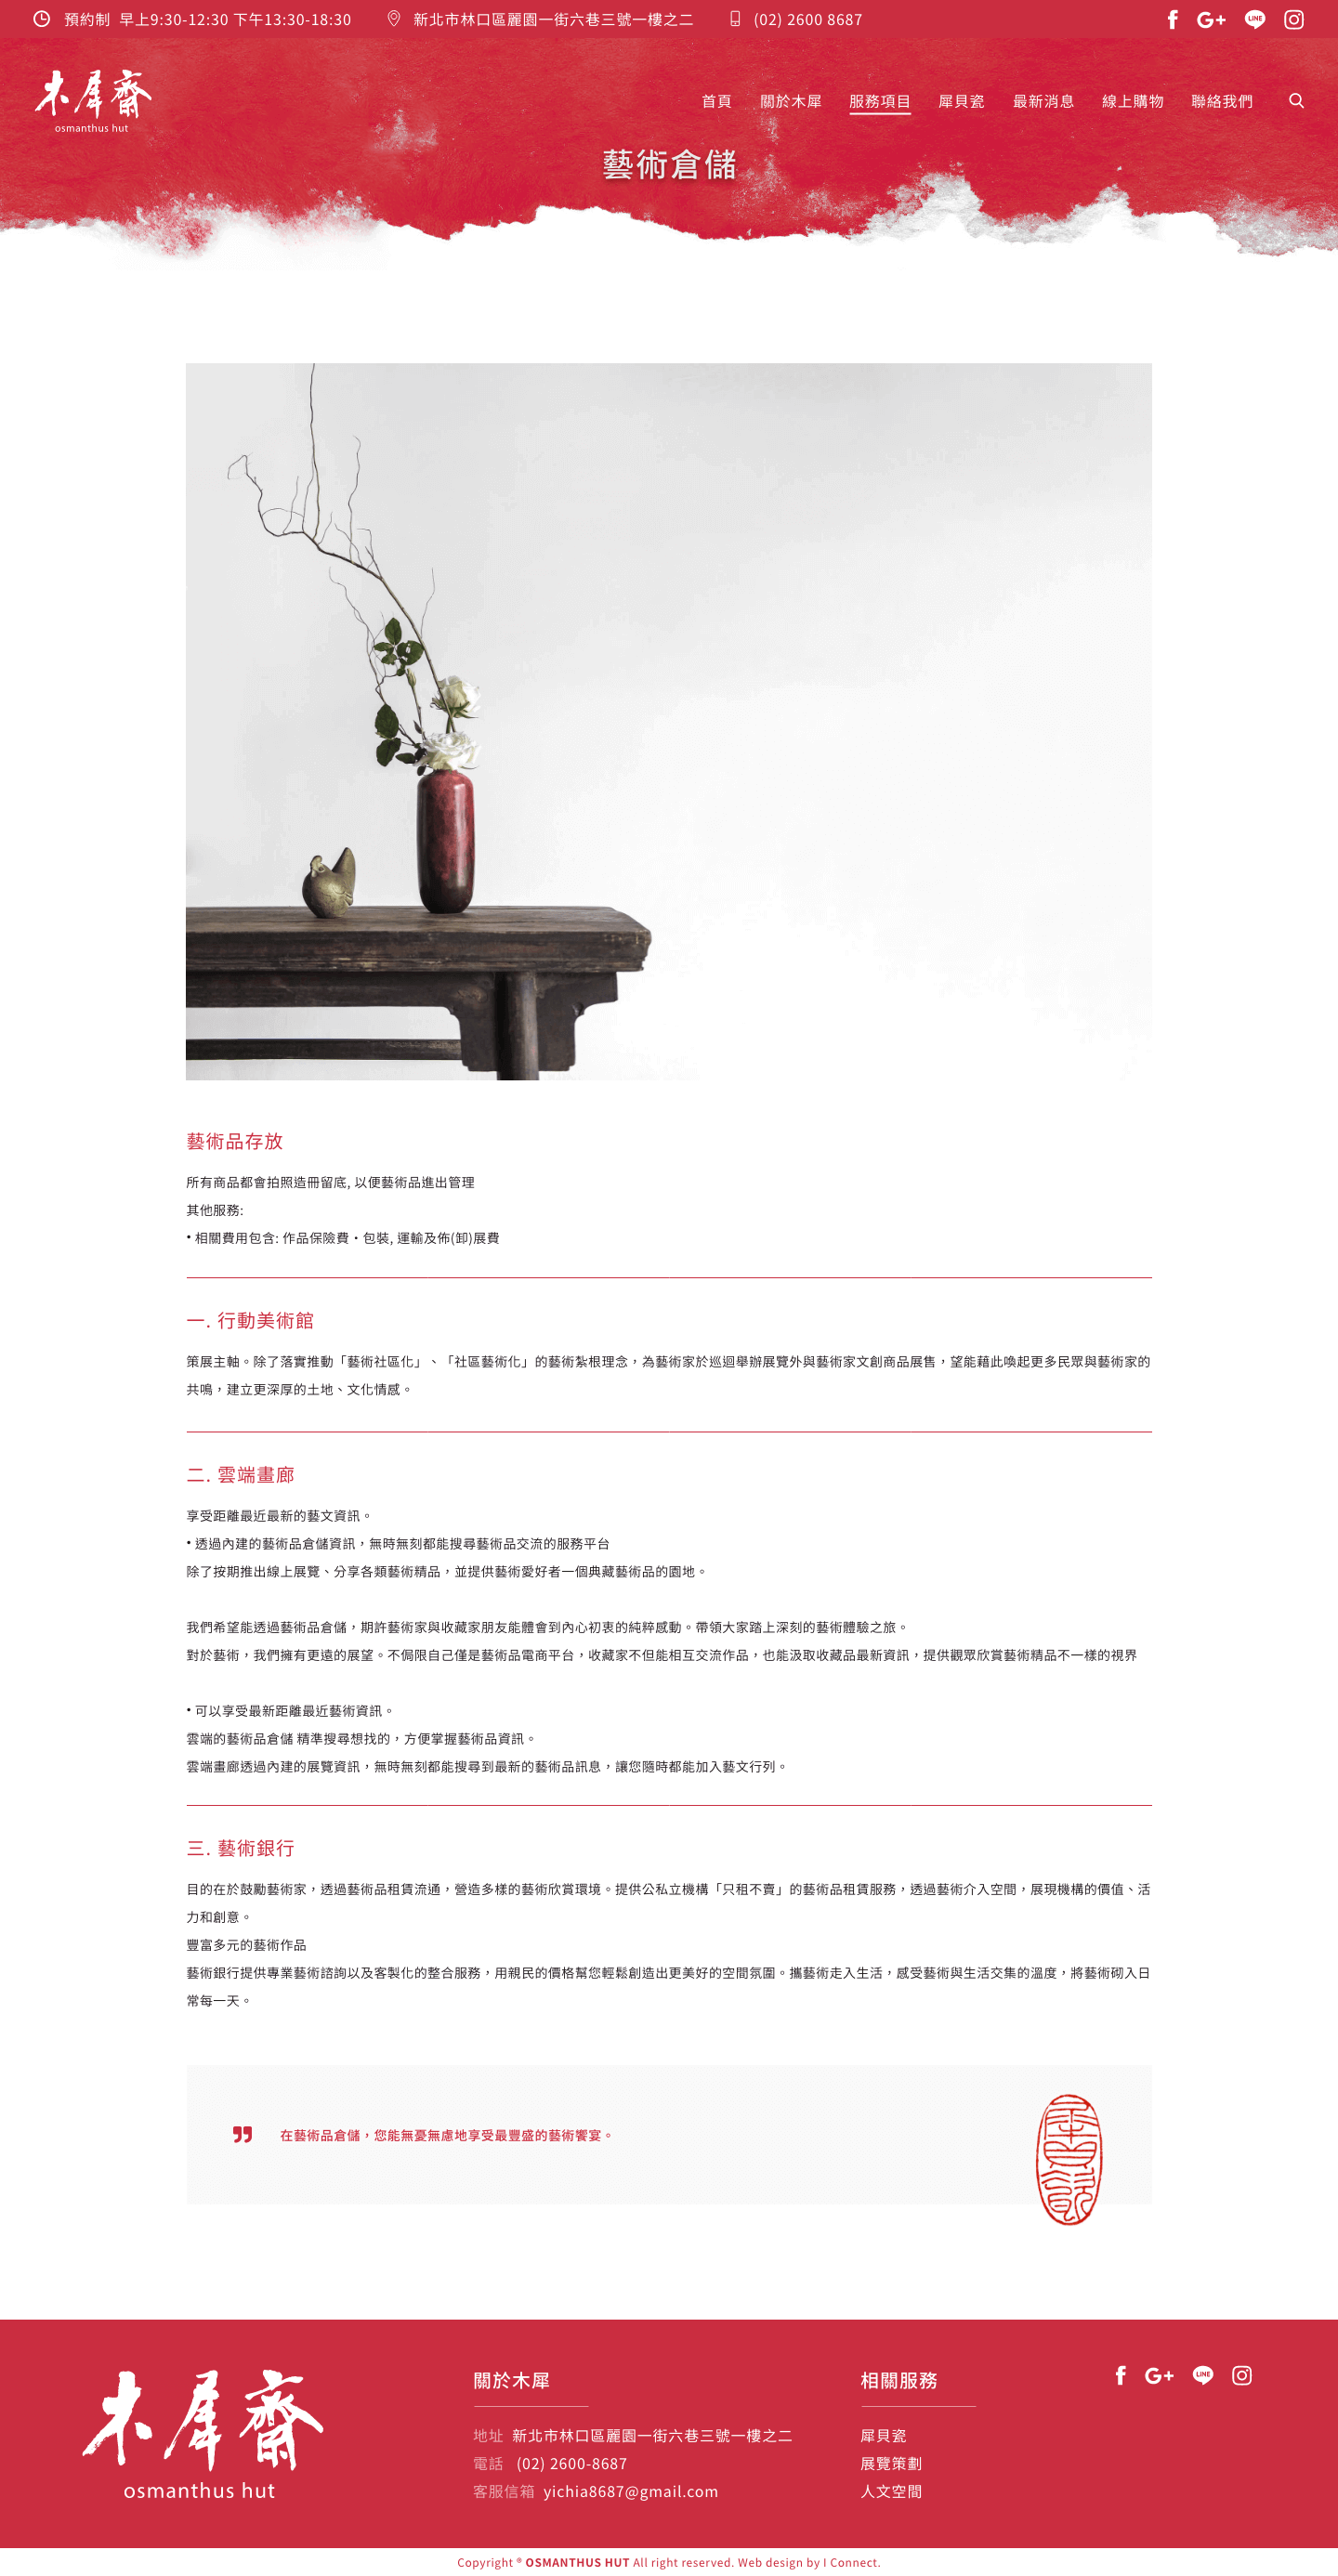 預約制 早上9:30-12:30 下午13:30-18:30
新北市林口區麗園一街六巷三號一樓之二
(02) 2600 8687
木犀齋
osmanthus hut
首頁 關於木犀 服務項目 犀貝瓷 最新消息 線上購物 聯絡我們
藝術倉儲
藝術品存放
所有商品都會拍照造冊留底, 以便藝術品進出管理
其他服務:
• 相關費用包含: 作品保險費・包裝, 運輸及佈(卸)展費
一. 行動美術館
策展主軸。除了落實推動「藝術社區化」、「社區藝術化」的藝術紮根理念，為藝術家於巡迴舉辦展覽外與藝術家文創商品展售，望能藉此喚起更多民眾與藝術家的
共鳴，建立更深厚的土地、文化情感。
二. 雲端畫廊
享受距離最近最新的藝文資訊。
• 透過內建的藝術品倉儲資訊，無時無刻都能搜尋藝術品交流的服務平台
除了按期推出線上展覽、分享各類藝術精品，並提供藝術愛好者一個典藏藝術品的園地。
我們希望能透過藝術品倉儲，期許藝術家與收藏家朋友能體會到內心初衷的純粹感動。帶領大家踏上深刻的藝術體驗之旅。
對於藝術，我們擁有更遠的展望。不侷限自己僅是藝術品電商平台，收藏家不但能相互交流作品，也能汲取收藏品最新資訊，提供觀眾欣賞藝術精品不一樣的視界
• 可以享受最新距離最近藝術資訊。
雲端的藝術品倉儲 精準搜尋想找的，方便掌握藝術品資訊。
雲端畫廊透過內建的展覽資訊，無時無刻都能搜尋到最新的藝術品訊息，讓您隨時都能加入藝文行列。
三. 藝術銀行
目的在於鼓勵藝術家，透過藝術品租賃流通，營造多樣的藝術欣賞環境。提供公私立機構「只租不賣」的藝術品租賃服務，透過藝術介入空間，展現機構的價值、活
力和創意。
豐富多元的藝術作品
藝術銀行提供專業藝術諮詢以及客製化的整合服務，用親民的價格幫您輕鬆創造出更美好的空間氛圍。攜藝術走入生活，感受藝術與生活交集的溫度，將藝術砌入日
常每一天。
在藝術品倉儲，您能無憂無慮地享受最豐盛的藝術饗宴。
木犀齋
osmanthus hut
關於木犀
地址 新北市林口區麗園一街六巷三號一樓之二
電話 (02) 2600-8687
客服信箱 yichia8687@gmail.com
相關服務
犀貝瓷
展覽策劃
人文空間
Copyright ® OSMANTHUS HUT All right reserved. Web design by I Connect.